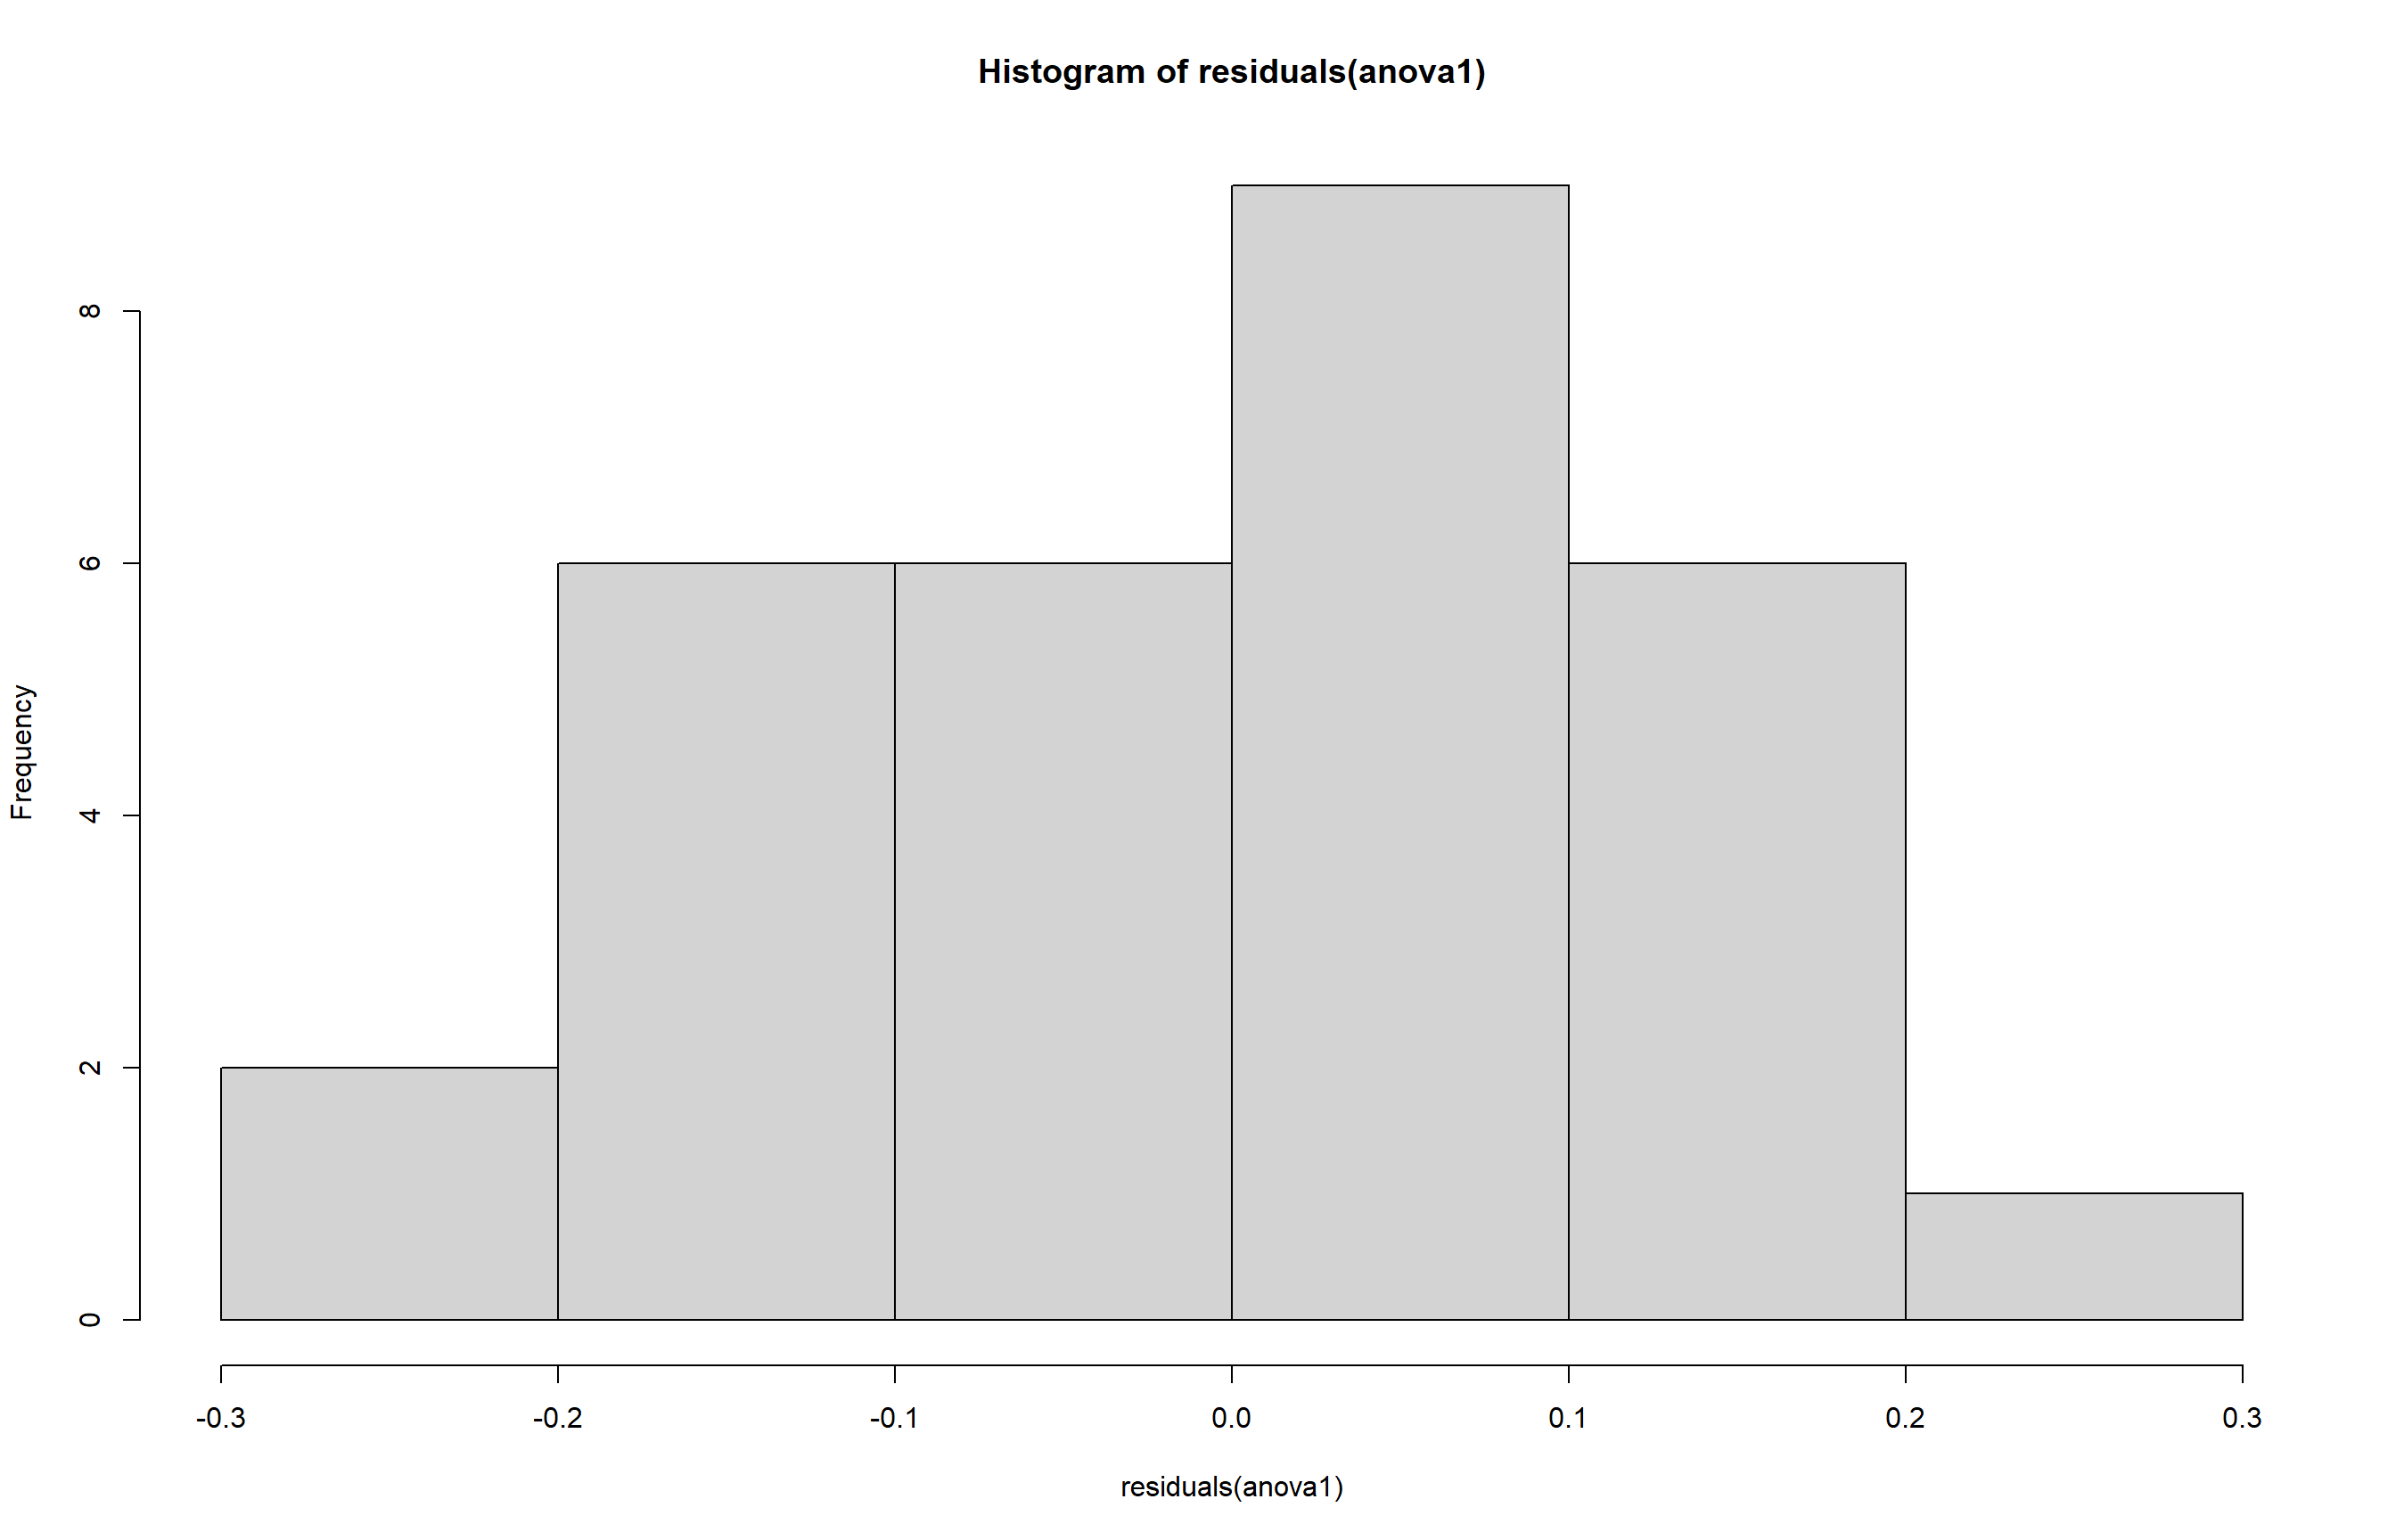 Histogram of residuals(anova1)
8
6
4
2
0
Frequency
-0.3 -0.2 -0.1 0.0 0.1 0.2 0.3
residuals(anova1)